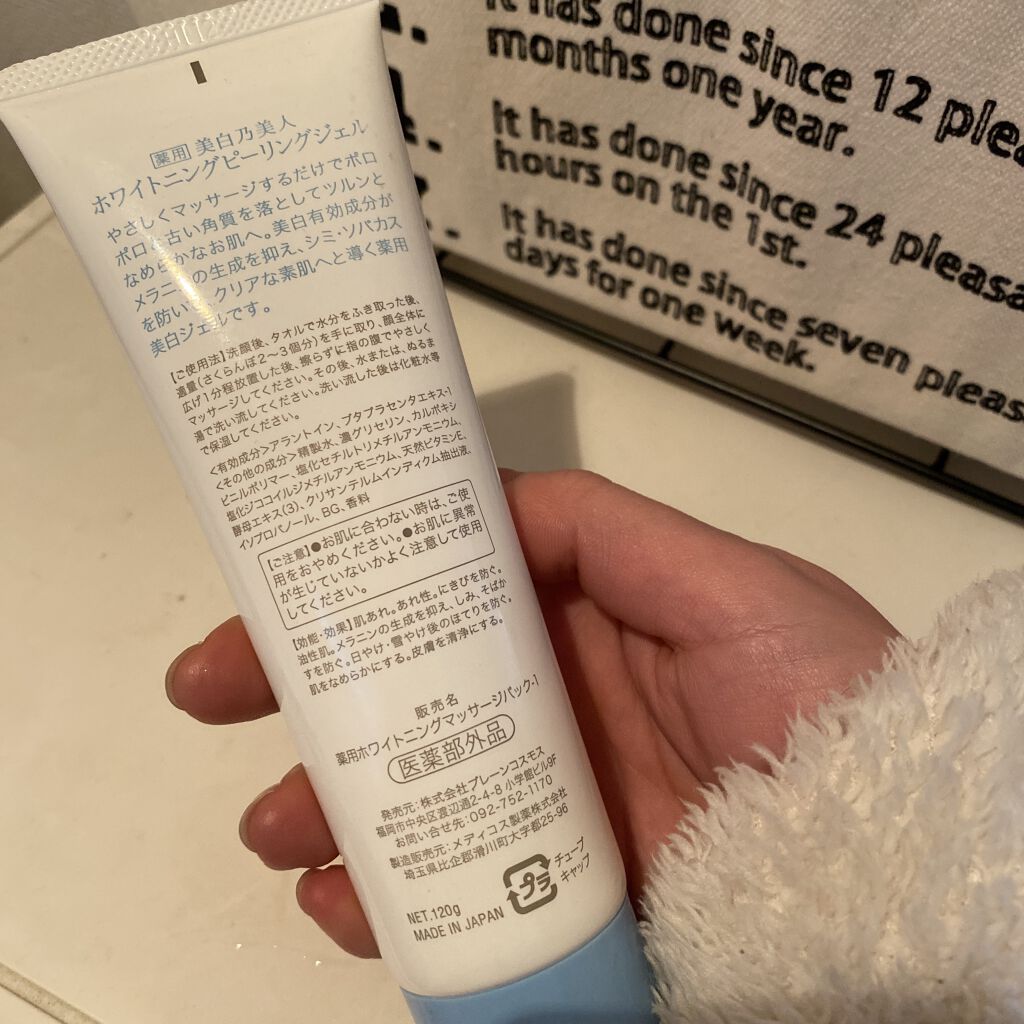 薬用 美白乃美人
ホワイトニングピーリングジェル
やさしくマッサージするだけでポロ
ポロと古い角質を落としてツルンと
なめらかなお肌へ。美白有効成分が
メラニンの生成を抑え、シミ・ソバカス
を防いで、クリアな素肌へと導く薬用
美白ジェルです。
【ご使用法】洗顔後、タオルで水分をふき取った後、
適量(さくらんぼ2〜3個分)を手に取り、顔全体に
広げ1分程放置した後、擦らずに指の腹でやさしく
マッサージしてください。その後、水または、ぬるま
湯で洗い流してください。洗い流した後は化粧水等
で保湿してください。
<有効成分>アラントイン、プタプラセンタエキス-1
<その他の成分>精製水、濃グリセリン、カルボキシ
ビニルポリマー、塩化セチルトリメチルアンモニウム、
塩化ジココイルジメチルアンモニウム、天然ビタミンE、
酵母エキス(3)、クリサンテルムインディクム抽出液、
イソプロパノール、BG、香料
【ご注意】●お肌に合わない時は、ご使
用をおやめください。●お肌に異常
が生じていないかよく注意して使用
してください。
【効能・効果】肌あれ。あれ性。にきびを防ぐ。
油性肌。メラニンの生成を抑え、しみ、そばか
すを防ぐ。日やけ・雪やけ後のほてりを防ぐ。
肌をなめらかにする。皮膚を清浄にする。
販売名
薬用ホワイトニングマッサージパック-1
医薬部外品
発売元:株式会社ブレーンコスモス
福岡市中央区渡辺通2-4-8 小学館ビル9F
お問い合せ先:092-752-1170
製造販売元:メディコス製薬株式会社
埼玉県比企郡滑川町大字都25-96
プラ
チューブ
キャップ
NET.120g
MADE IN JAPAN
It has done since 12 plea
months one year.
It has done since 24 pleasa
hours on the 1st.
It has done since seven pleas
days for one week.